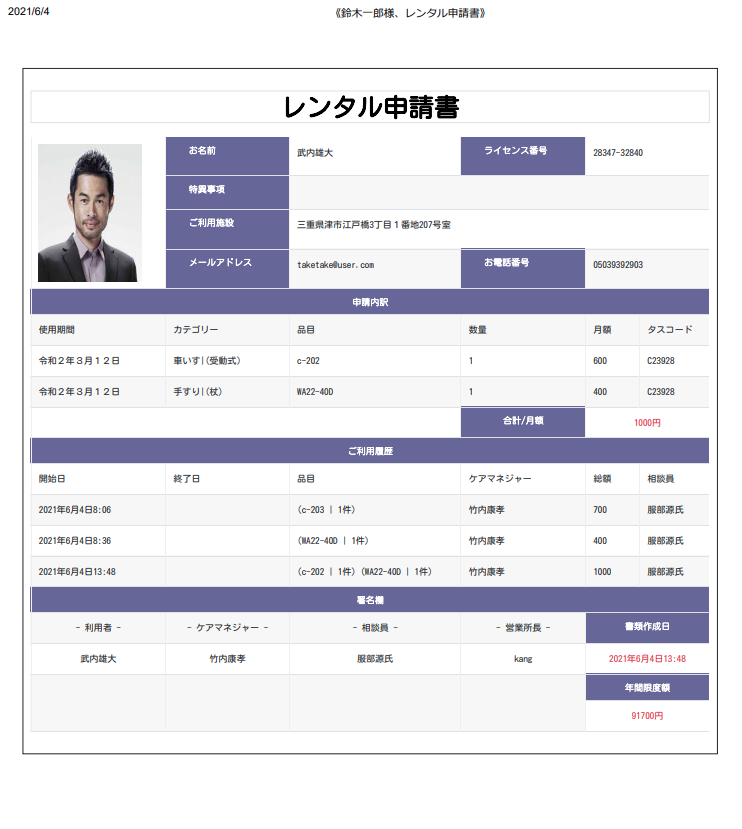 2021/6/4 《鈴木一郎様、レンタル申請書》
レンタル申請書
お名前 武内雄大 ライセンス番号 28347-32840
特異事項
ご利用施設 三重県津市江戸橋3丁目1番地207号室
メールアドレス taketake@user.com お電話番号 05039392903
申請内訳
使用期間 カテゴリー 品目 数量 月額 タスコード
令和2年3月12日 車いす|(受動式) c-202 1 600 C23928
令和2年3月12日 手すり|(杖) WA22-40D 1 400 C23928
合計/月額 1000円
ご利用履歴
開始日 終了日 品目 ケアマネジャー 総額 相談員
2021年6月4日8:06 (c-203 | 1件) 竹内康孝 700 服部源氏
2021年6月4日8:36 (WA22-40D | 1件) 竹内康孝 400 服部源氏
2021年6月4日13:48 (c-202 | 1件) (WA22-40D | 1件) 竹内康孝 1000 服部源氏
署名欄
- 利用者 - - ケアマネジャー - - 相談員 - - 営業所長 - 書類作成日
武内雄大 竹内康孝 服部源氏 kang 2021年6月4日13:48
年間限度額
91700円